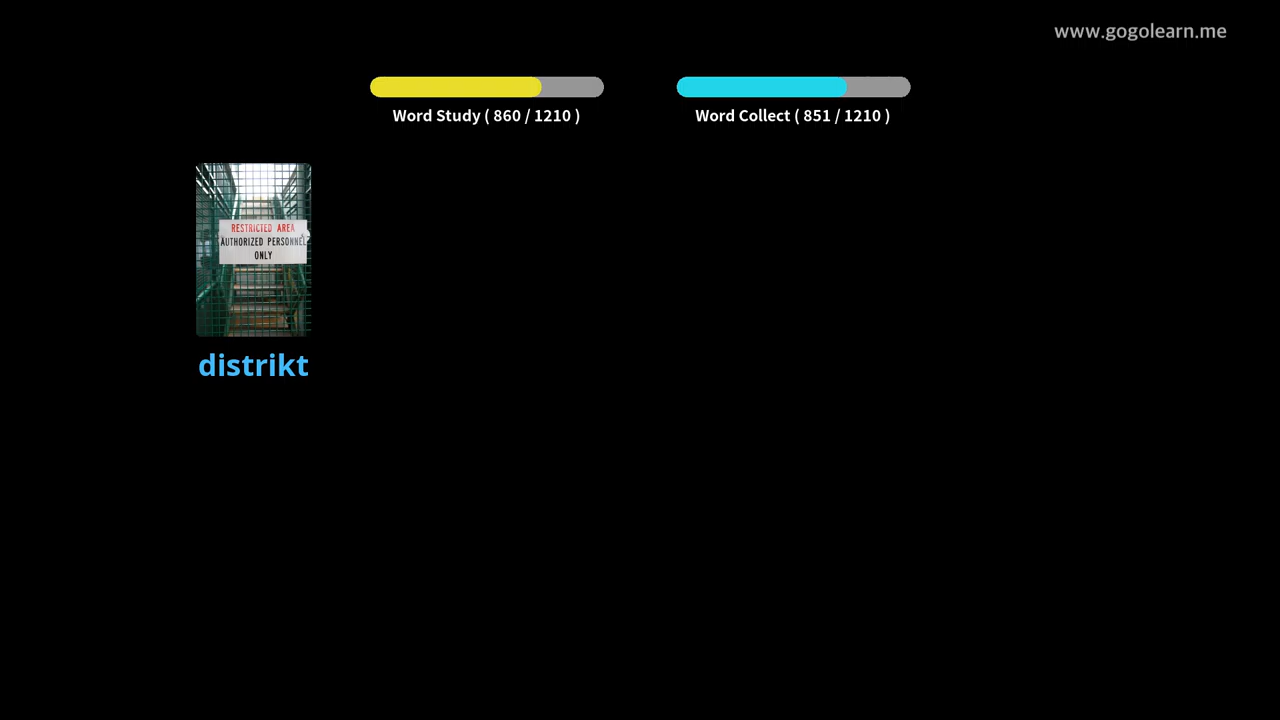 www.gogolearn.me
Word Study ( 860 / 1210 )
Word Collect ( 851 / 1210 )
RESTRICTED AREA
AUTHORIZED PERSONNEL
ONLY
distrikt